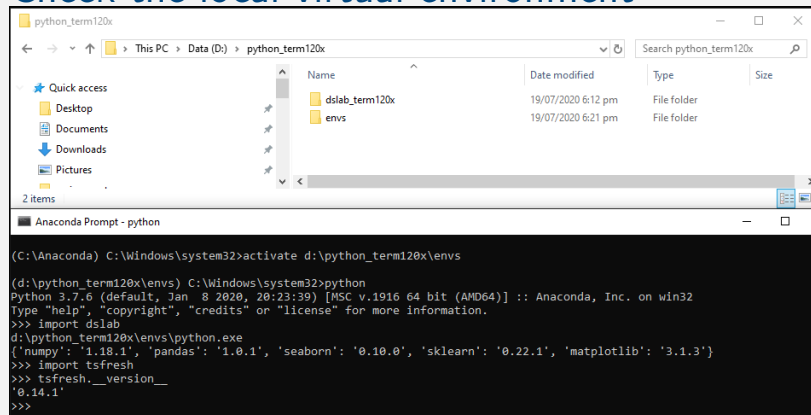 Check the local virtual environment
python_term120x
This PC > Data (D:) > python_term120x
Search python_term120x
Name
Date modified
Type
Size
Quick access
Desktop
Documents
Downloads
Pictures
dslab_term120x
19/07/2020 6:12 pm
File folder
envs
19/07/2020 6:21 pm
File folder
2 items
Anaconda Prompt - python
(C:\Anaconda) C:\Windows\system32>activate d:\python_term120x\envs
(d:\python_term120x\envs) C:\Windows\system32>python
Python 3.7.6 (default, Jan  8 2020, 20:23:39) [MSC v.1916 64 bit (AMD64)] :: Anaconda, Inc. on win32
Type "help", "copyright", "credits" or "license" for more information.
>>> import dslab
d:\python_term120x\envs\python.exe
{'numpy': '1.18.1', 'pandas': '1.0.1', 'seaborn': '0.10.0', 'sklearn': '0.22.1', 'matplotlib': '3.1.3'}
>>> import tsfresh
>>> tsfresh.__version__
'0.14.1'
>>>